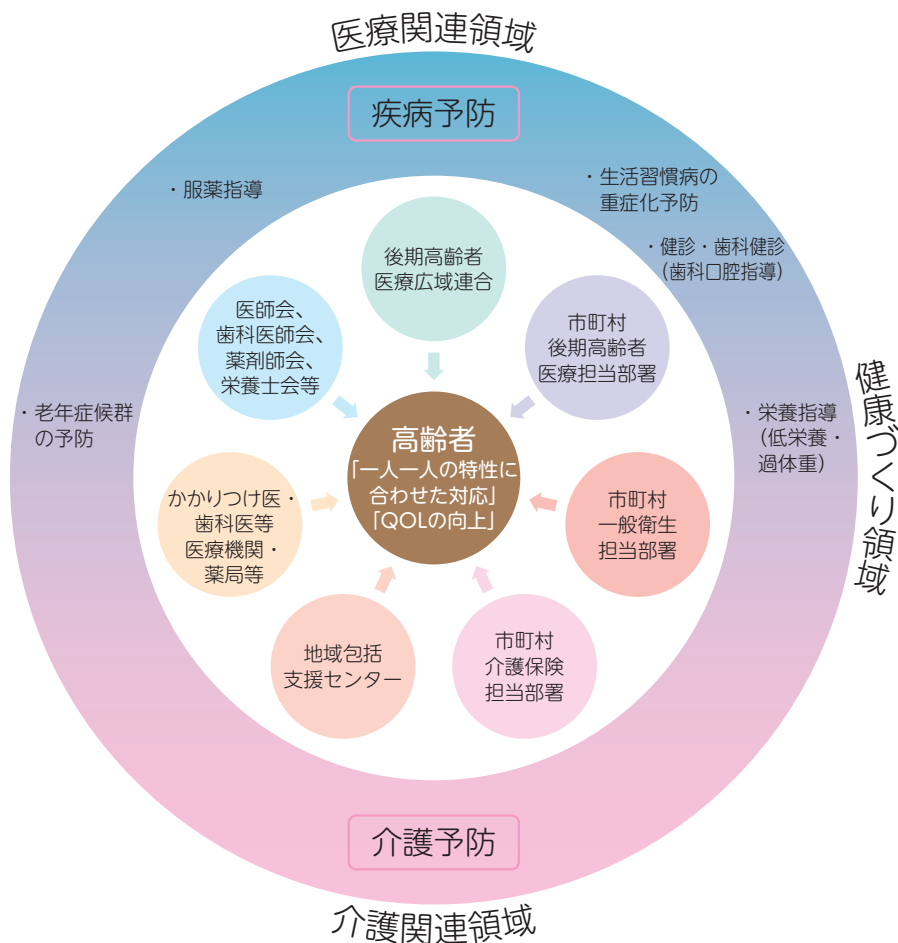 医療関連領域
疾病予防
・服薬指導
・生活習慣病の
重症化予防
・健診・歯科健診
(歯科口腔指導)
後期高齢者
医療広域連合
医師会、
歯科医師会、
薬剤師会、
栄養士会等
市町村
後期高齢者
医療担当部署
・老年症候群
の予防
・栄養指導
(低栄養・
過体重)
健康づくり領域
高齢者
「一人一人の特性に
合わせた対応」
「QOLの向上」
かかりつけ医・
歯科医等
医療機関・
薬局等
市町村
一般衛生
担当部署
地域包括
支援センター
市町村
介護保険
担当部署
介護予防
介護関連領域